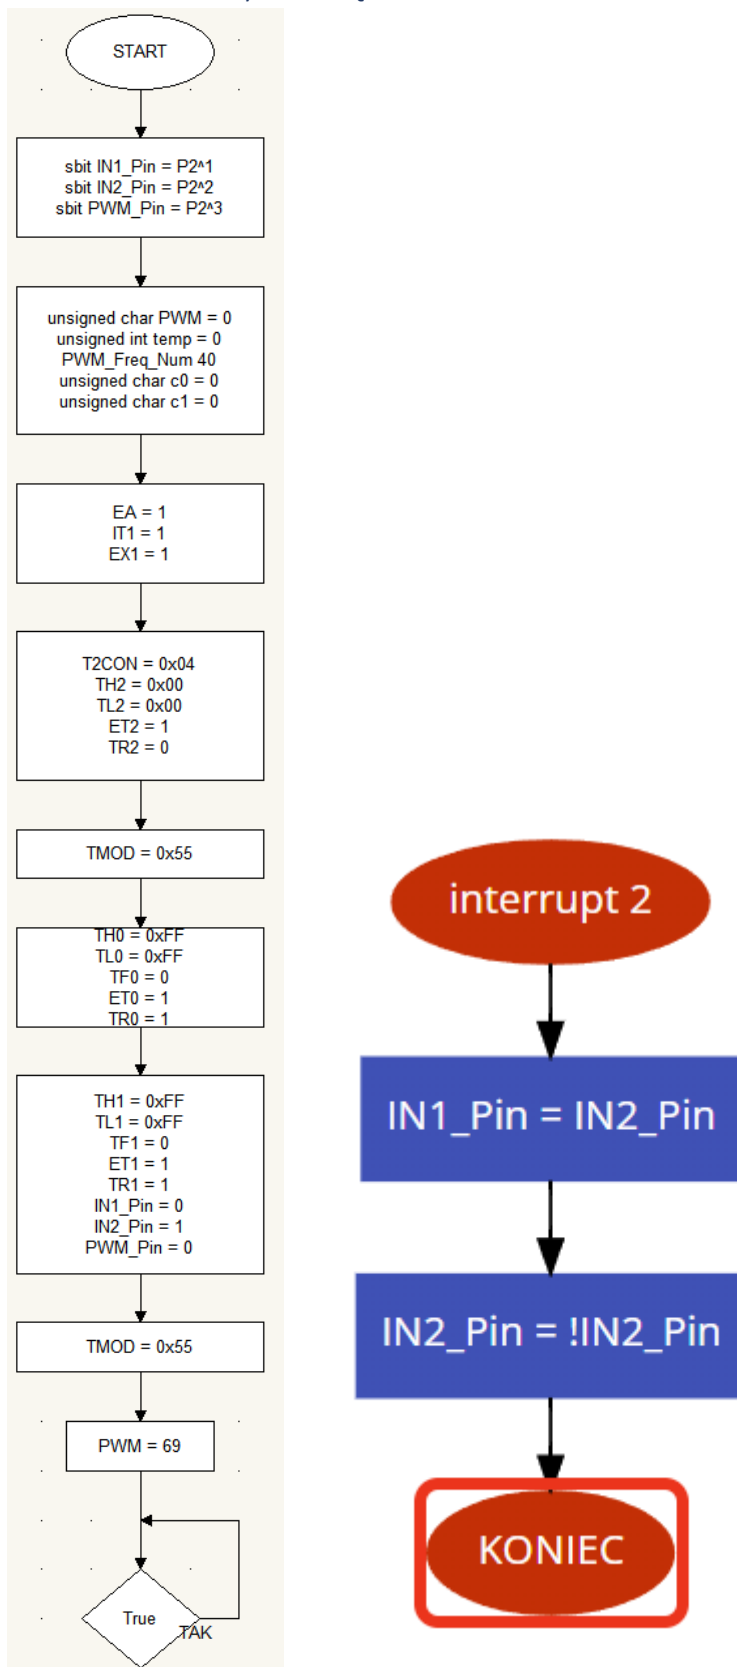 START
sbit IN1_Pin = P2^1
sbit IN2_Pin = P2^2
sbit PWM_Pin = P2^3
unsigned char PWM = 0
unsigned int temp = 0
PWM_Freq_Num 40
unsigned char c0 = 0
unsigned char c1 = 0
EA = 1
IT1 = 1
EX1 = 1
T2CON = 0x04
TH2 = 0x00
TL2 = 0x00
ET2 = 1
TR2 = 0
TMOD = 0x55
TH0 = 0xFF
TL0 = 0xFF
TF0 = 0
ET0 = 1
TR0 = 1
TH1 = 0xFF
TL1 = 0xFF
TF1 = 0
ET1 = 1
TR1 = 1
IN1_Pin = 0
IN2_Pin = 1
PWM_Pin = 0
TMOD = 0x55
PWM = 69
True
TAK
interrupt 2
IN1_Pin = IN2_Pin
IN2_Pin = !IN2_Pin
KONIEC